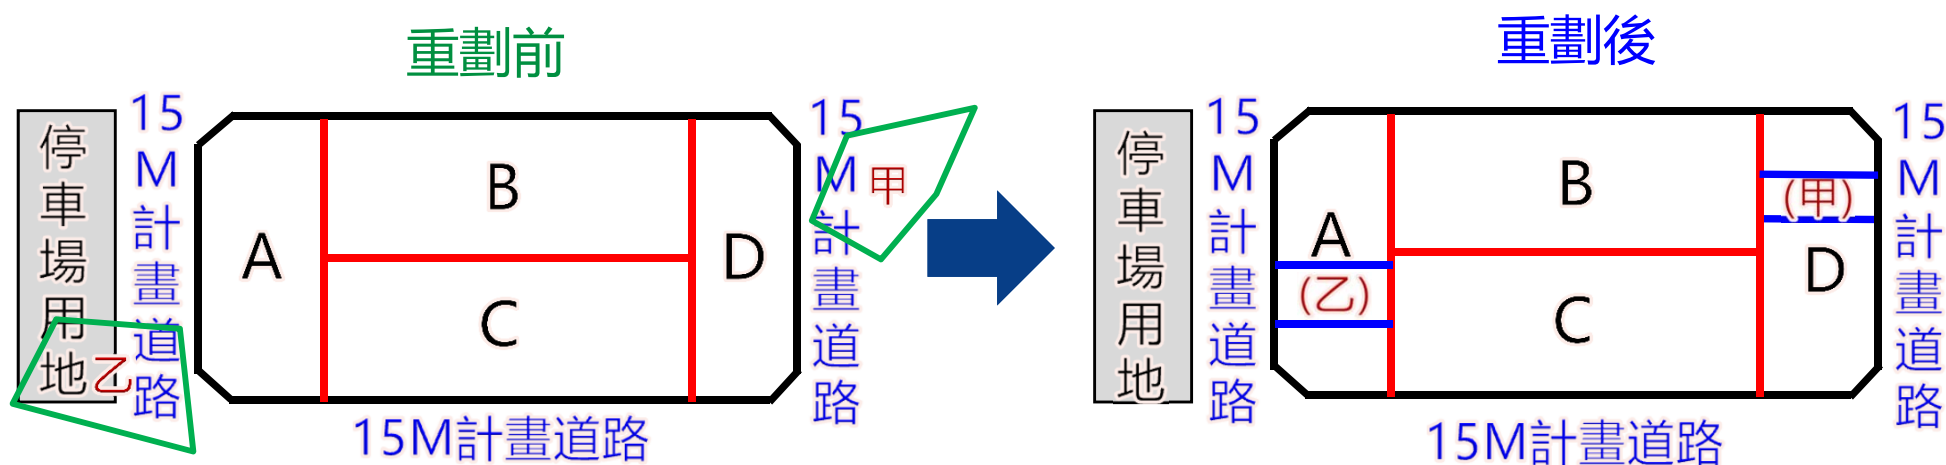 重劃前
停車場用地
15M計畫道路
A
B
C
D
15M計畫道路
甲
乙
15M計畫道路
重劃後
停車場用地
15M計畫道路
A
(乙)
B
C
(甲)
D
15M計畫道路
15M計畫道路